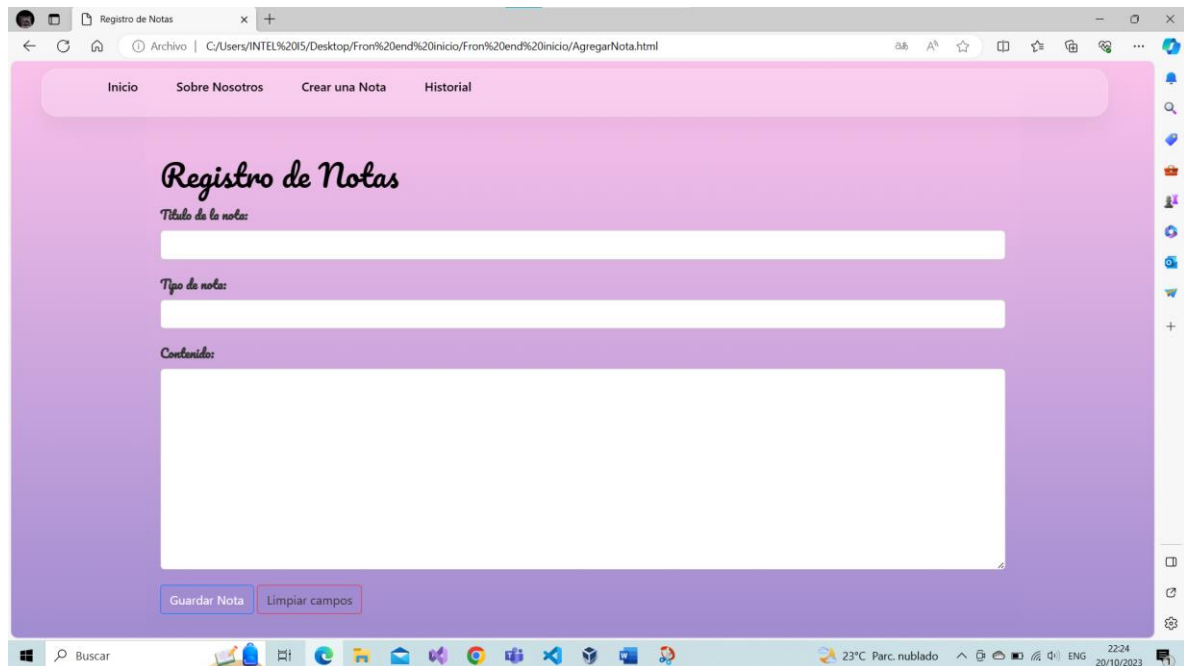 Registro de Notas
Archivo C:/Users/INTEL%20I5/Desktop/Fron%20end%20inicio/Fron%20end%20inicio/AgregarNota.html
Inicio Sobre Nosotros Crear una Nota Historial
Registro de Notas
Título de la nota:
Tipo de nota:
Contenido:
Guardar Nota Limpiar campos
Buscar 23°C Parc. nublado ENG 22:24
20/10/2023